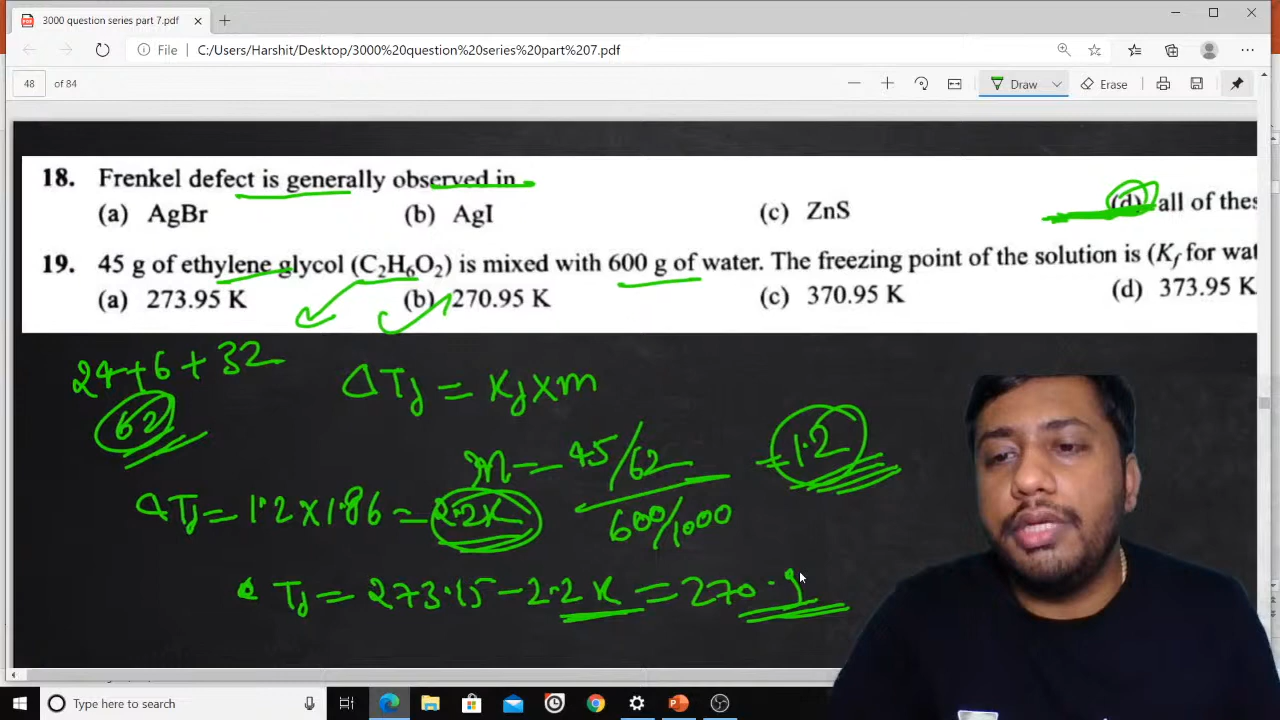 3000 question series part 7.pdf
File C:/Users/Harshit/Desktop/3000%20question%20series%20part%207.pdf
48 of 84
Draw Erase
18. Frenkel defect is generally observed in
(a) AgBr (b) AgI (c) ZnS (d) all of thes
19. 45 g of ethylene glycol (C₂H₆O₂) is mixed with 600 g of water. The freezing point of the solution is (Kf for wat
(a) 273.95 K (b) 270.95 K (c) 370.95 K (d) 373.95 K
24+6+32
62
ΔTf = Kf x m
m = 45/62 = 1.2
600/1000
ΔTf = 1.2 x 1.86 = 2.2K
Tf = 273.15 - 2.2 K = 270.9
Type here to search